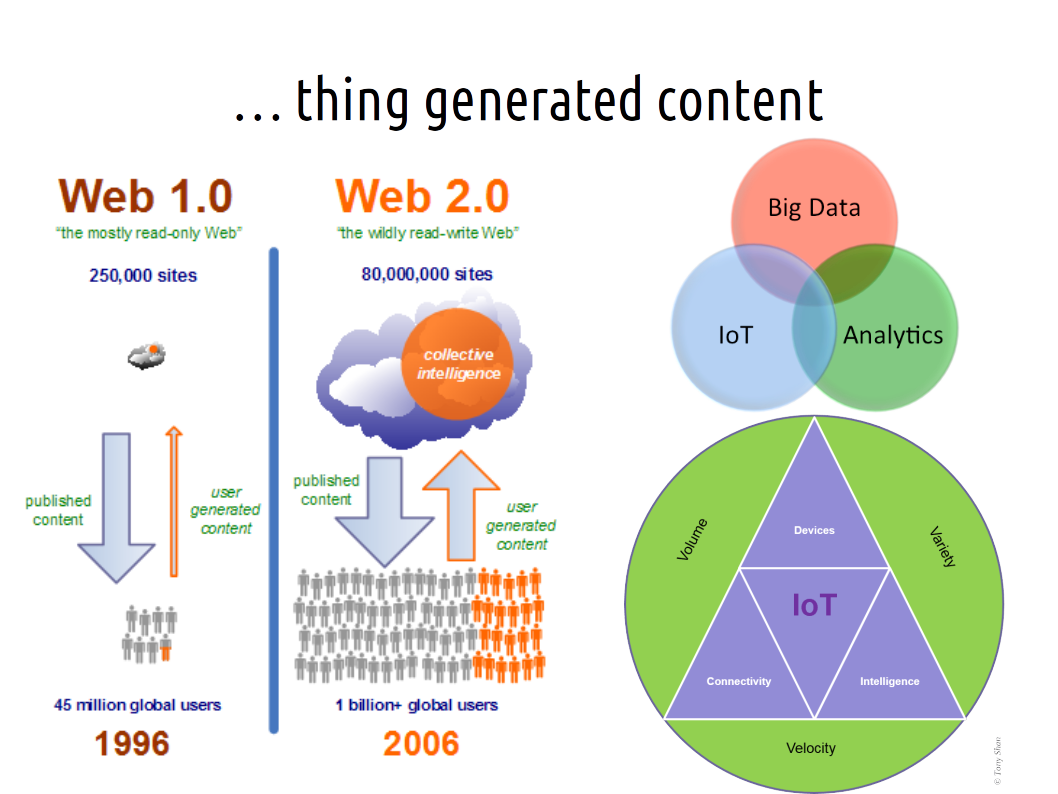 … thing generated content
Web 1.0
“the mostly read-only Web”
250,000 sites
published
content
user
generated
content
45 million global users
1996
Web 2.0
“the wildly read-write Web”
80,000,000 sites
collective
intelligence
published
content
user
generated
content
1 billion+ global users
2006
Big Data
IoT
Analytics
Volume
Variety
Devices
IoT
Connectivity
Intelligence
Velocity
© Tony Shan